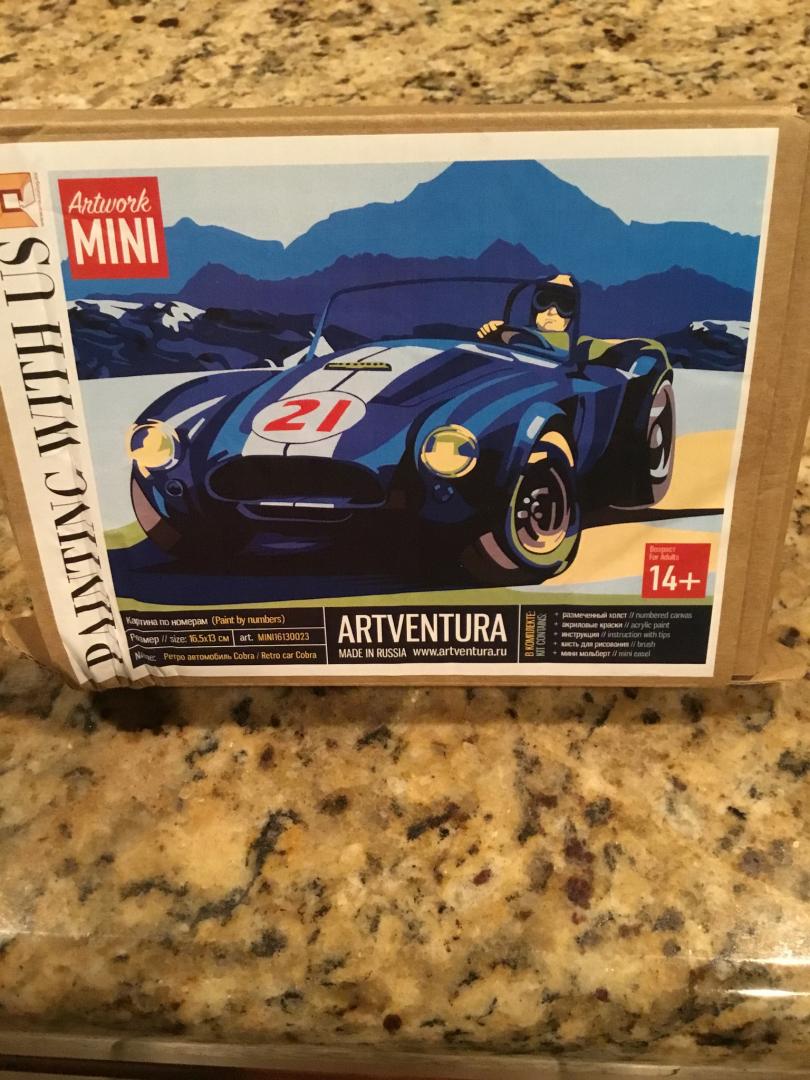 PAINTING WITH US
Artwork
MINI
21
Возраст
For Adults
14+
Картина по номерам (Paint by numbers)
Размер // size: 16,5x13 см art. MINI16130023
Name: Ретро автомобиль Cobra / Retro car Cobra
ARTVENTURA
MADE IN RUSSIA www.artventura.ru
В КОМПЛЕКТЕ:
KIT CONTAINS:
+ размеченный холст // numbered canvas
+ акриловые краски // acrylic paint
+ инструкция // instruction with tips
+ кисть для рисования // brush
+ мини мольберт // mini easel